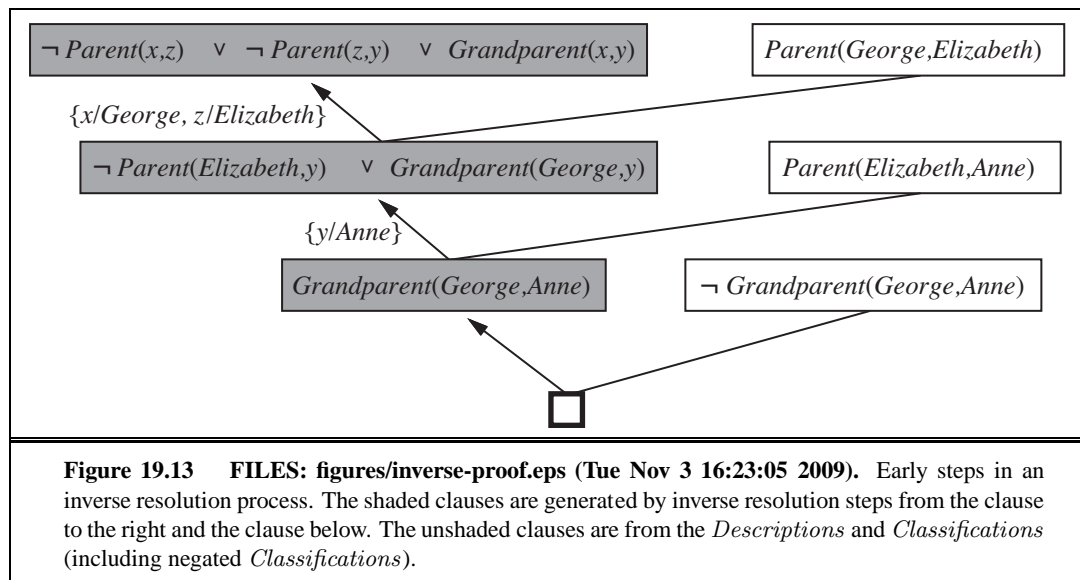 ¬ Parent(x,z) ∨ ¬ Parent(z,y) ∨ Grandparent(x,y)
Parent(George,Elizabeth)
{x/George, z/Elizabeth}
¬ Parent(Elizabeth,y) ∨ Grandparent(George,y)
Parent(Elizabeth,Anne)
{y/Anne}
Grandparent(George,Anne)
¬ Grandparent(George,Anne)
Figure 19.13 FILES: figures/inverse-proof.eps (Tue Nov 3 16:23:05 2009). Early steps in an
inverse resolution process. The shaded clauses are generated by inverse resolution steps from the clause
to the right and the clause below. The unshaded clauses are from the Descriptions and Classifications
(including negated Classifications).